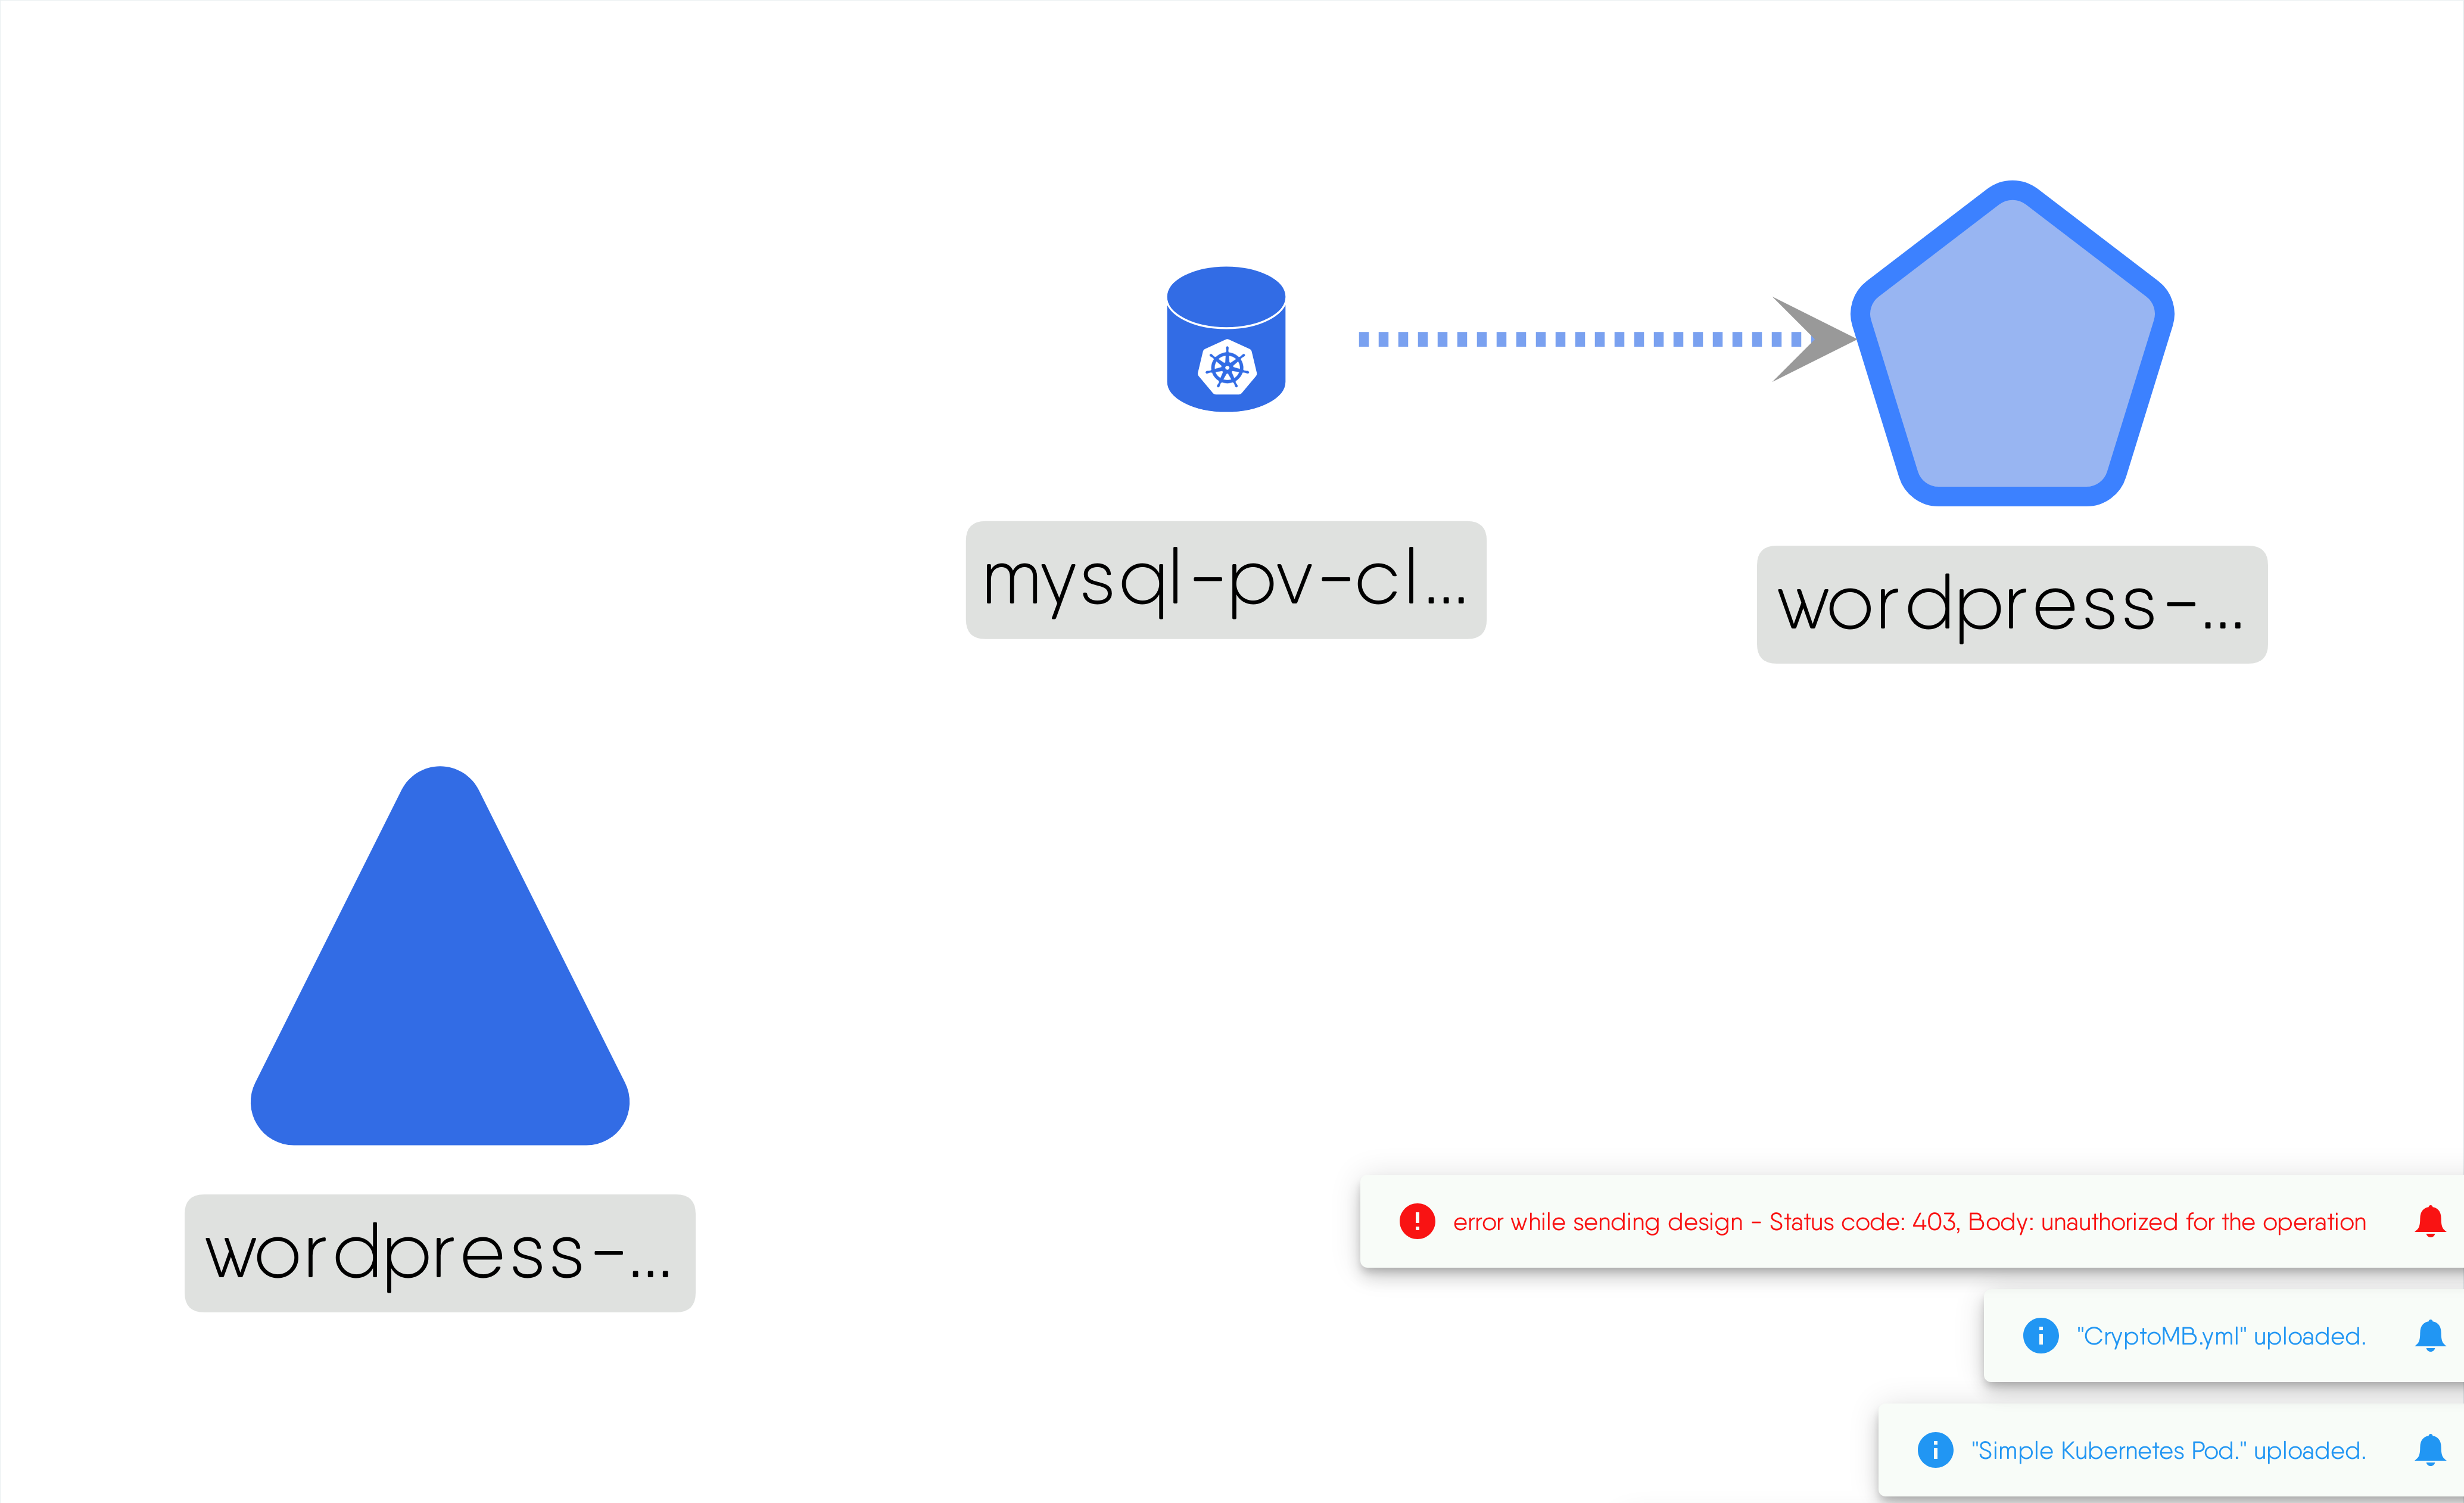 mysql-pv-cl...
wordpress-...
wordpress-...
error while sending design - Status code: 403, Body: unauthorized for the operation
"CryptoMB.yml" uploaded.
"Simple Kubernetes Pod." uploaded.